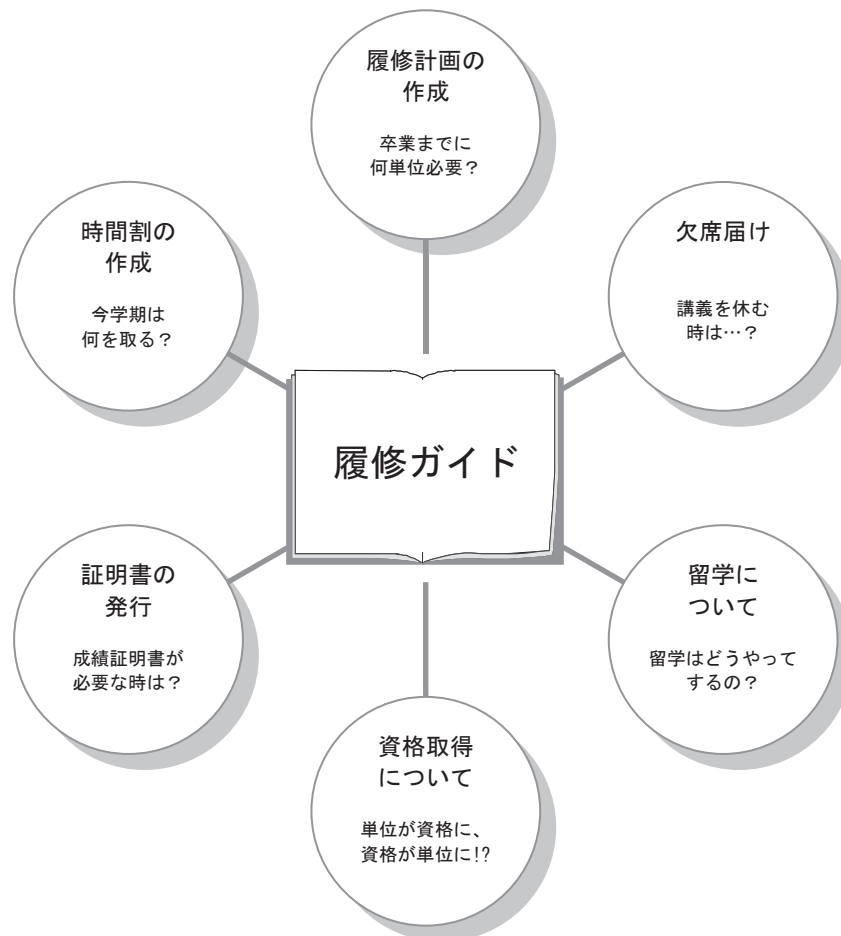 履修計画の
作成
卒業までに
何単位必要？
時間割の
作成
今学期は
何を取る？
欠席届け
講義を休む
時は…？
履修ガイド
証明書の
発行
成績証明書が
必要な時は？
留学に
ついて
留学はどうやって
するの？
資格取得
について
単位が資格に、
資格が単位に!?